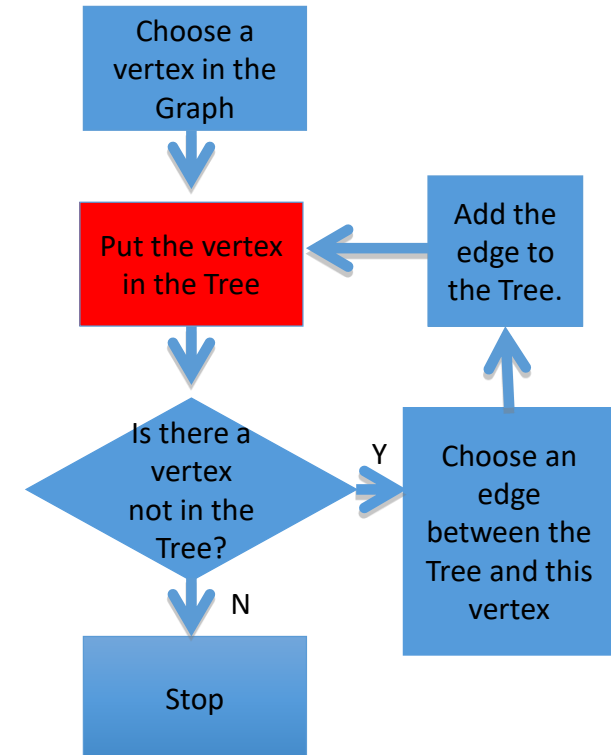 Choose a
vertex in the
Graph
Put the vertex
in the Tree
Add the
edge to
the Tree.
Is there a
vertex
not in the
Tree?
Y
Choose an
edge
between the
Tree and this
vertex
N
Stop